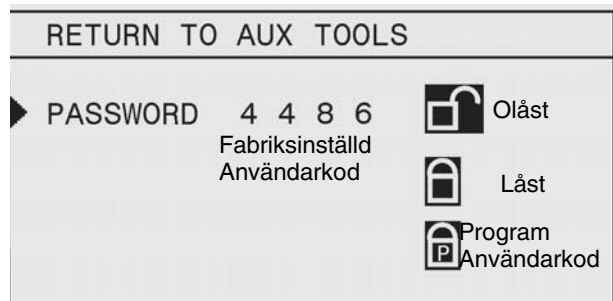 RETURN TO AUX TOOLS
PASSWORD 4 4 8 6
Olåst
Fabriksinställd
Användarkod
Låst
P
Program
Användarkod